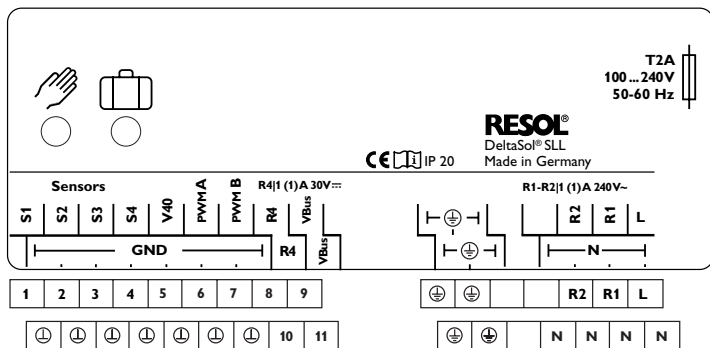 T2A
100 ... 240V
50-60 Hz
RESOL®
DeltaSol® SLL
CE i IP 20 Made in Germany
Sensors R4|1 (1) A 30V⎓ R1-R2|1 (1) A 240V~
S1 S2 S3 S4 V40 PWM A PWM B R4 VBus R2 R1 L
GND R4 VBus N
1 2 3 4 5 6 7 8 9 R2 R1 L
10 11 N N N N